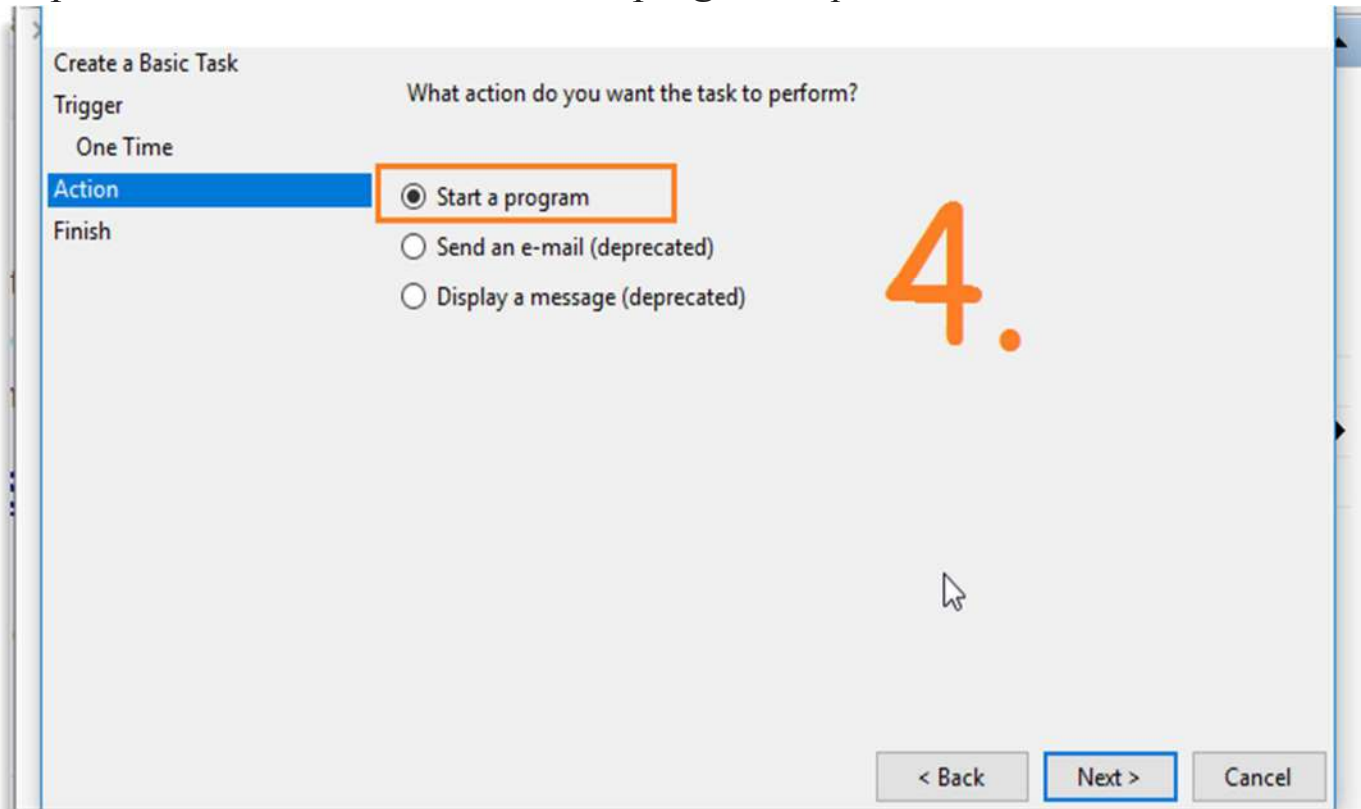 Create a Basic Task
What action do you want the task to perform?
Trigger
One Time
Action
Start a program
Finish
Send an e-mail (deprecated)
Display a message (deprecated)
4.
< Back
Next >
Cancel